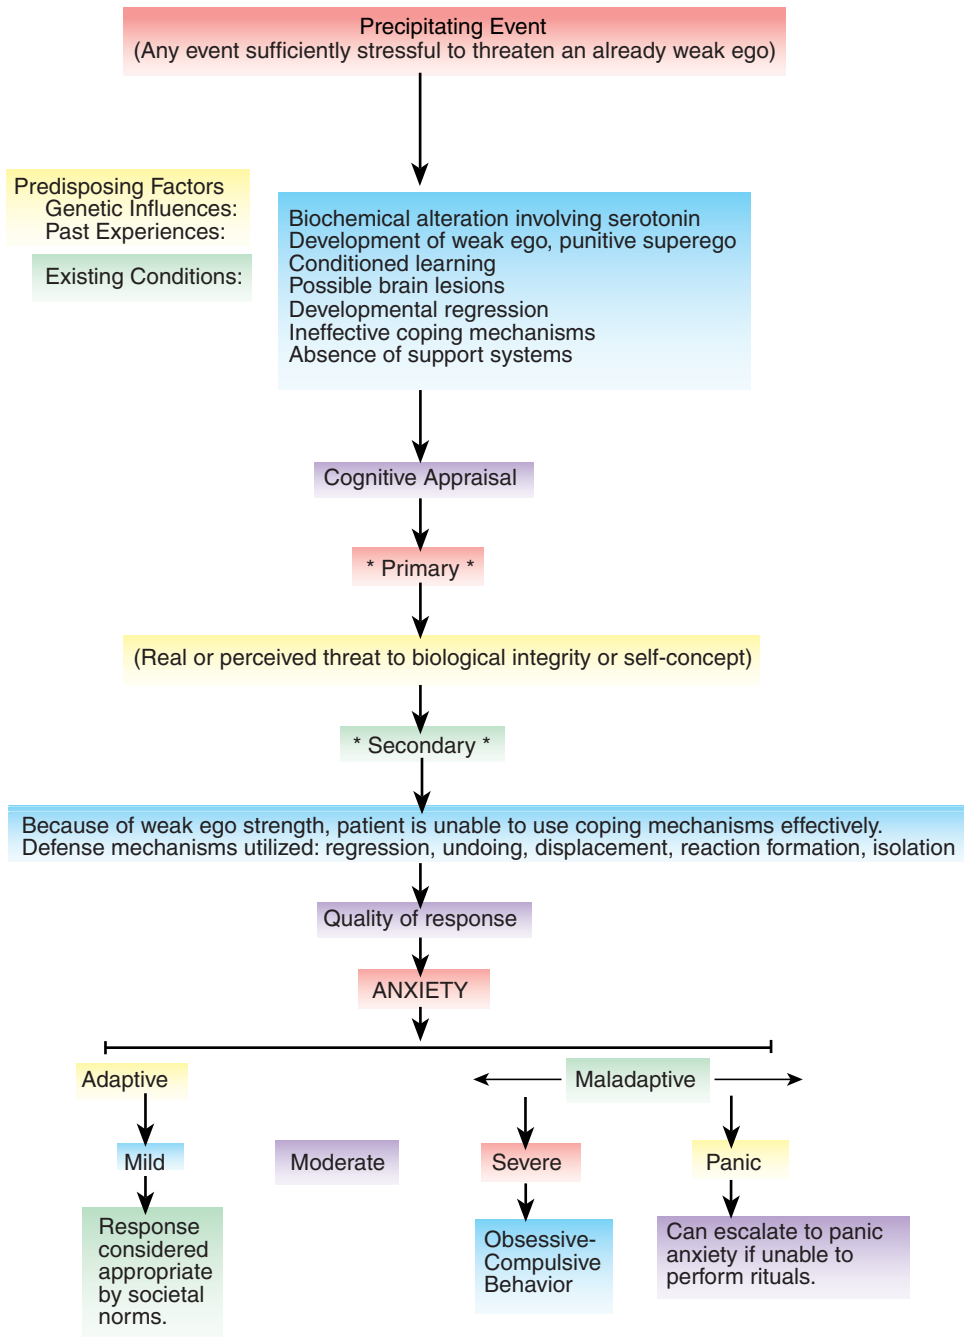 Precipitating Event
(Any event sufficiently stressful to threaten an already weak ego)
Predisposing Factors
Genetic Influences:
Past Experiences:
Existing Conditions:
Biochemical alteration involving serotonin
Development of weak ego, punitive superego
Conditioned learning
Possible brain lesions
Developmental regression
Ineffective coping mechanisms
Absence of support systems
Cognitive Appraisal
* Primary *
(Real or perceived threat to biological integrity or self-concept)
* Secondary *
Because of weak ego strength, patient is unable to use coping mechanisms effectively.
Defense mechanisms utilized: regression, undoing, displacement, reaction formation, isolation
Quality of response
ANXIETY
Adaptive
Maladaptive
Mild
Moderate
Severe
Panic
Response
considered
appropriate
by societal
norms.
Obsessive-
Compulsive
Behavior
Can escalate to panic
anxiety if unable to
perform rituals.